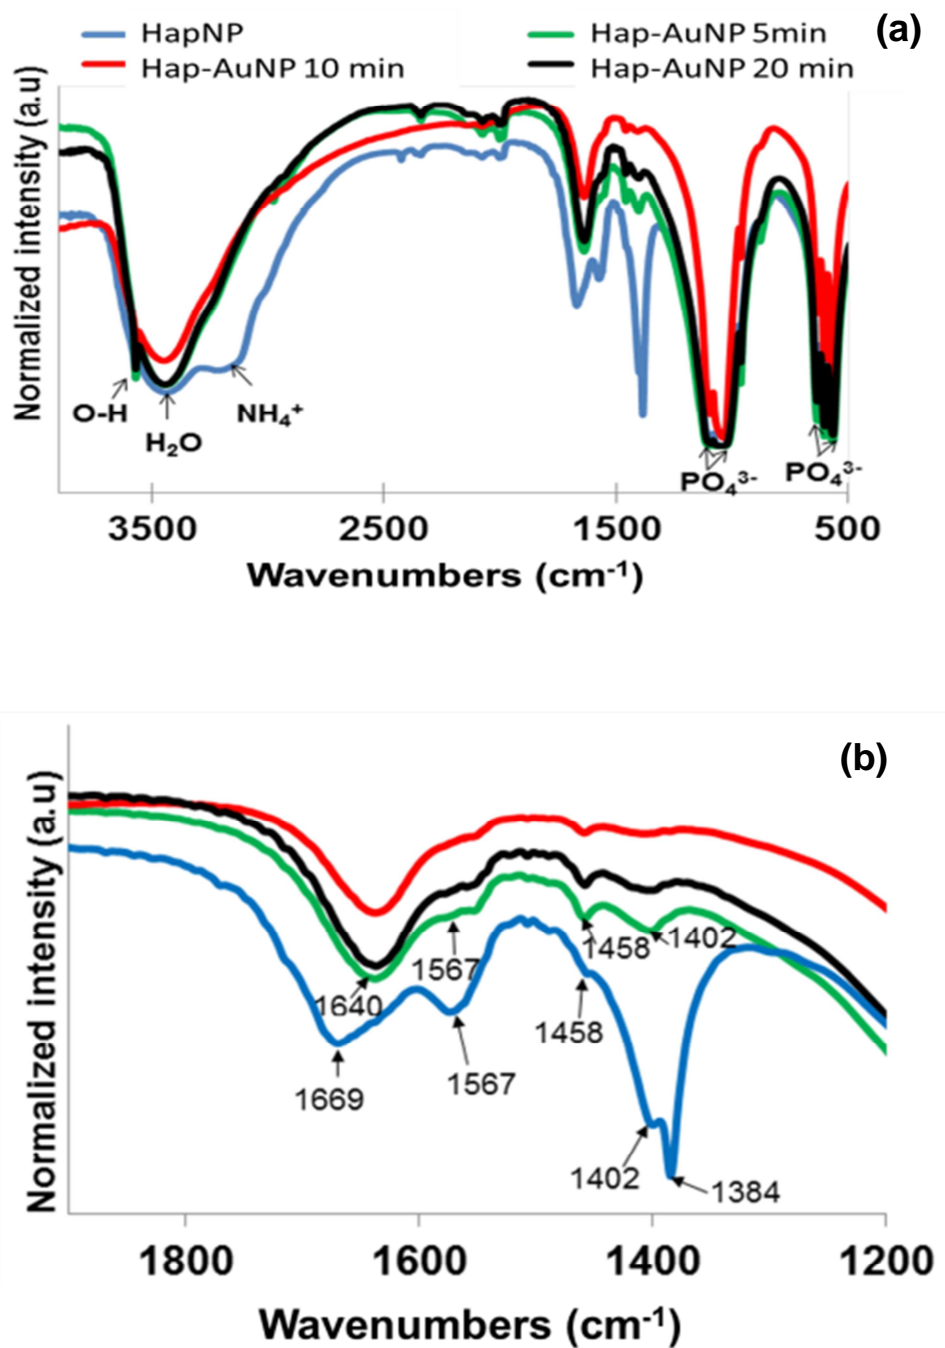 HapNP
Hap-AuNP 5min
(a)
Hap-AuNP 10 min
Hap-AuNP 20 min
Normalized intensity (a.u)
O-H
H₂O
NH₄⁺
PO₄³⁻
PO₄³⁻
3500
2500
1500
500
Wavenumbers (cm⁻¹)
(b)
Normalized intensity (a.u)
1640
1567
1458
1402
1669
1567
1458
1402
1384
1800
1600
1400
1200
Wavenumbers (cm⁻¹)